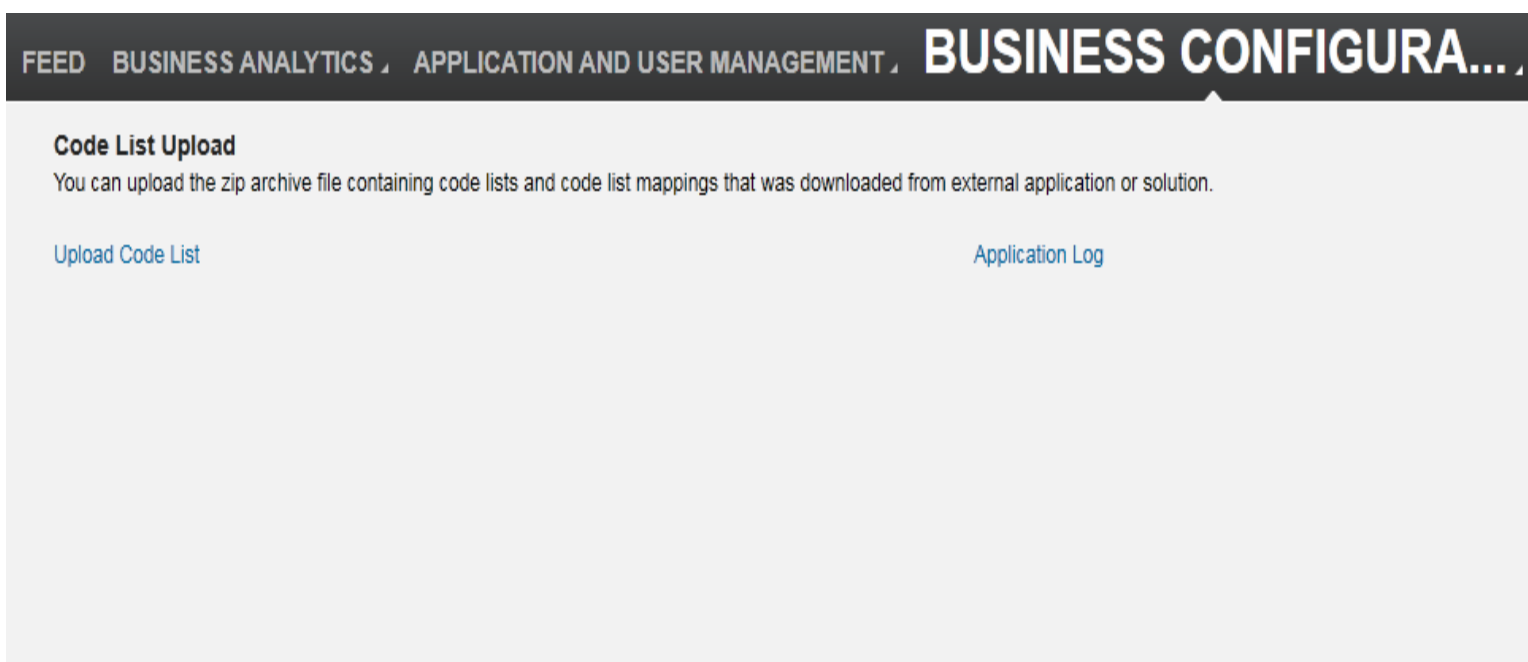 FEED BUSINESS ANALYTICS APPLICATION AND USER MANAGEMENT BUSINESS CONFIGURA...
Code List Upload
You can upload the zip archive file containing code lists and code list mappings that was downloaded from external application or solution.
Upload Code List Application Log